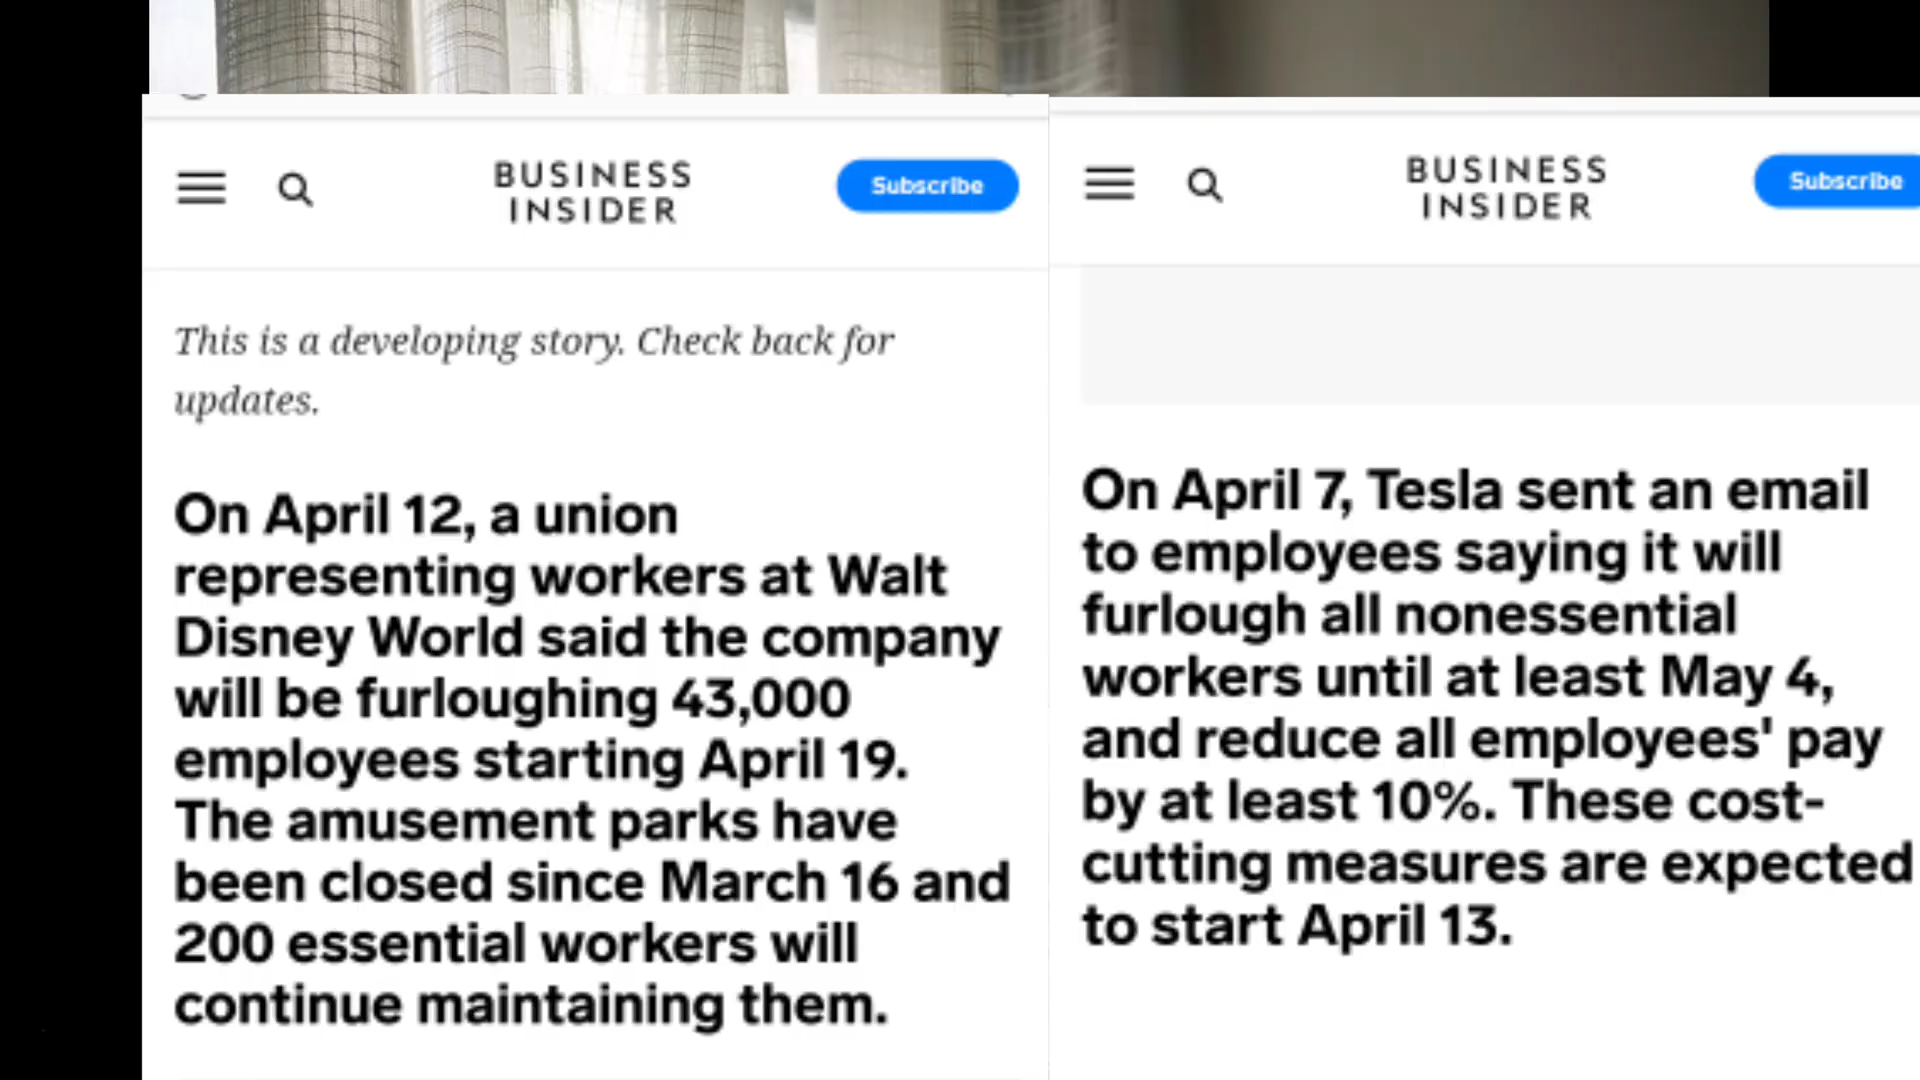 BUSINESS
INSIDER
Subscribe
This is a developing story. Check back for
updates.
On April 12, a union
representing workers at Walt
Disney World said the company
will be furloughing 43,000
employees starting April 19.
The amusement parks have
been closed since March 16 and
200 essential workers will
continue maintaining them.
BUSINESS
INSIDER
Subscribe
On April 7, Tesla sent an email
to employees saying it will
furlough all nonessential
workers until at least May 4,
and reduce all employees' pay
by at least 10%. These cost-
cutting measures are expected
to start April 13.